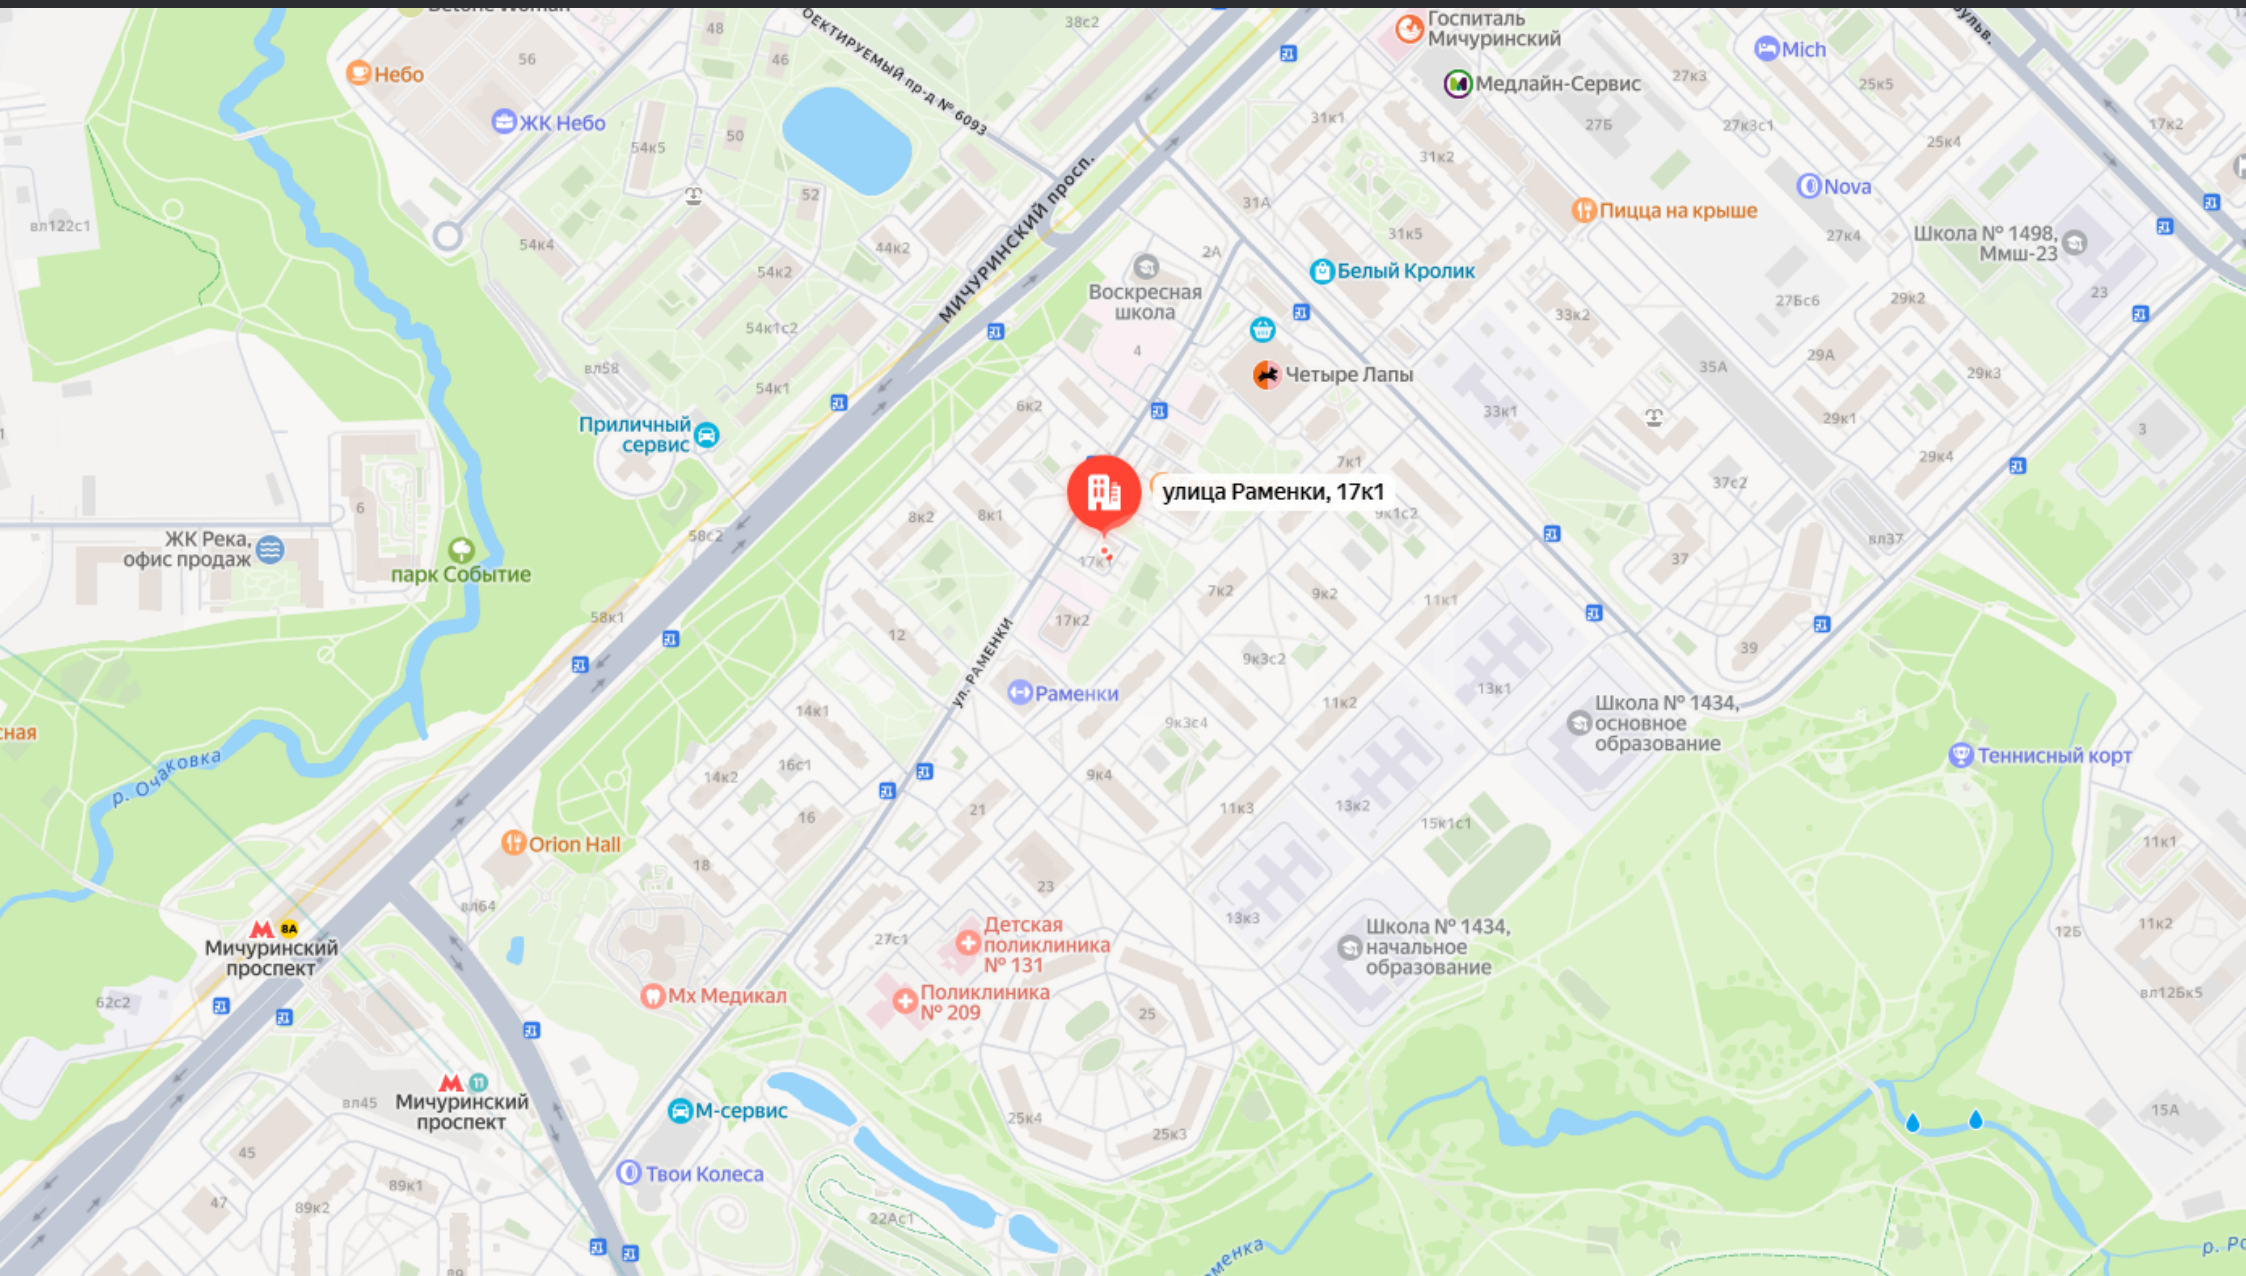 Небо
56
48
46
38с2
ОЕКТИРУЕМЫЙ пр-д № 6093
Госпиталь
Мичуринский
Медлайн-Сервис
27к3
Mich
25к5
ЖК Небо
54к5
50
31к1
27Б
27к3с1
25к4
17к2
31к2
МИЧУРИНСКИЙ просп.
52
31А
Nova
Пицца на крыше
вл122с1
54к4
44к2
2А
31к5
27к4
Школа № 1498,
Ммш-23
54к2
Воскресная
школа
Белый Кролик
27Бс6
29к2
23
54к1с2
33к2
4
29А
вл58
54к1
Четыре Лапы
35А
29к3
6к2
33к1
29к1
3
Приличный
сервис
7к1
29к4
37с2
улица Раменки, 17к1
6
8к2
8к1
9к1с2
58с2
ЖК Река,
офис продаж
парк Событие
17к1
37
вл37
7к2
9к2
11к1
58к1
17к2
12
ул. РАМЕНКИ
39
9к3с2
Раменки
13к1
11к2
14к1
9к3с4
Школа № 1434,
основное
образование
сная
р. Очаковка
16с1
14к2
9к4
Теннисный корт
21
11к3
13к2
16
15к1с1
Orion Hall
11к1
18
23
вл64
13к3
8А
Мичуринский
проспект
27с1
Детская
поликлиника
№ 131
Школа № 1434,
начальное
образование
12Б
11к2
62с2
Мх Медикал
Поликлиника
№ 209
25
вл12Бк5
11
Мичуринский
проспект
вл45
М-сервис
25к4
25к3
15А
45
Твои Колеса
89к1
47
89к2
22Ас1
р. Ра